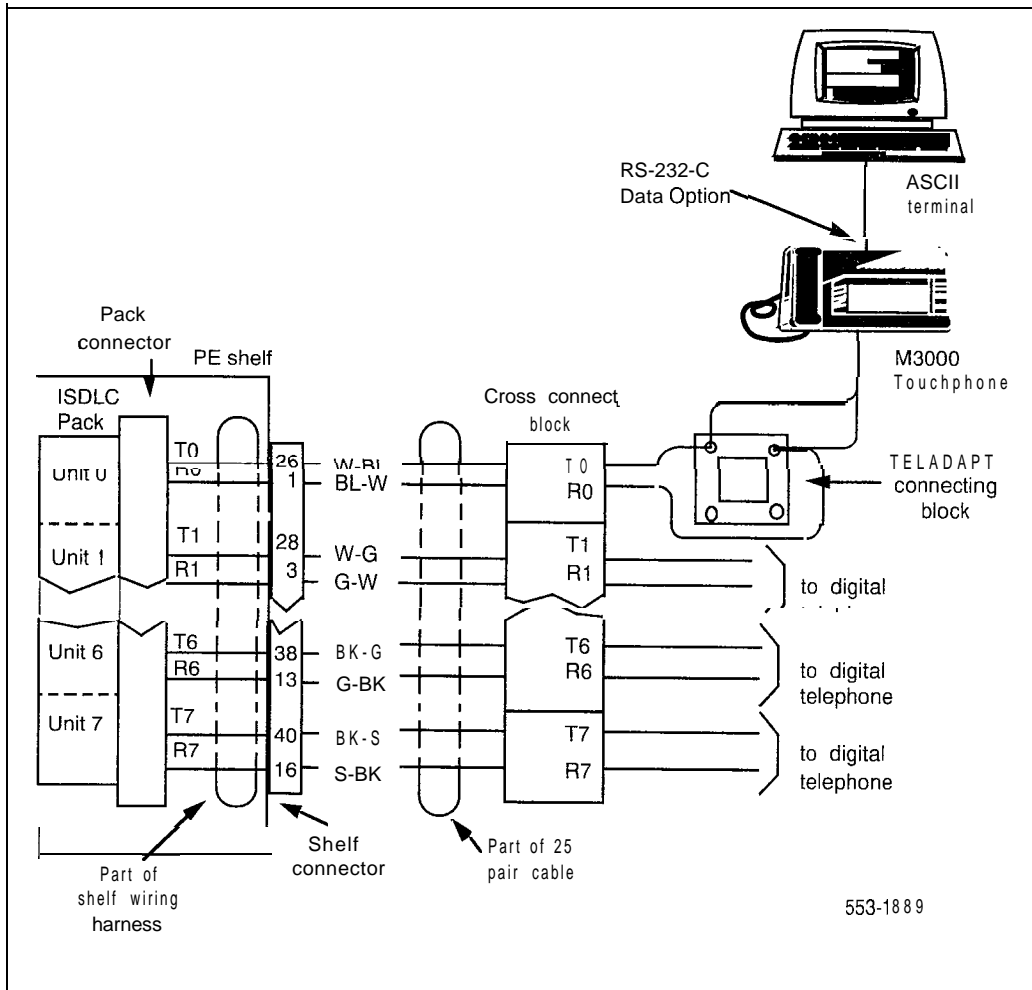 RS-232-C
Data Option
ASCII
terminal
Pack
connector
PE shelf
M3000
Touchphone
ISDLC
Pack
Cross connect
block
TELADAPT
connecting
block
Unit 0
T0
R0
26
1
W-BL
BL-W
T0
R0
Unit 1
T1
R1
28
3
W-G
G-W
T1
R1
to digital
Unit 6
T6
R6
38
13
BK-G
G-BK
T6
R6
to digital
telephone
Unit 7
T7
R7
40
16
BK-S
S-BK
T7
R7
to digital
telephone
Part of
shelf wiring
harness
Shelf
connector
Part of 25
pair cable
553-1889